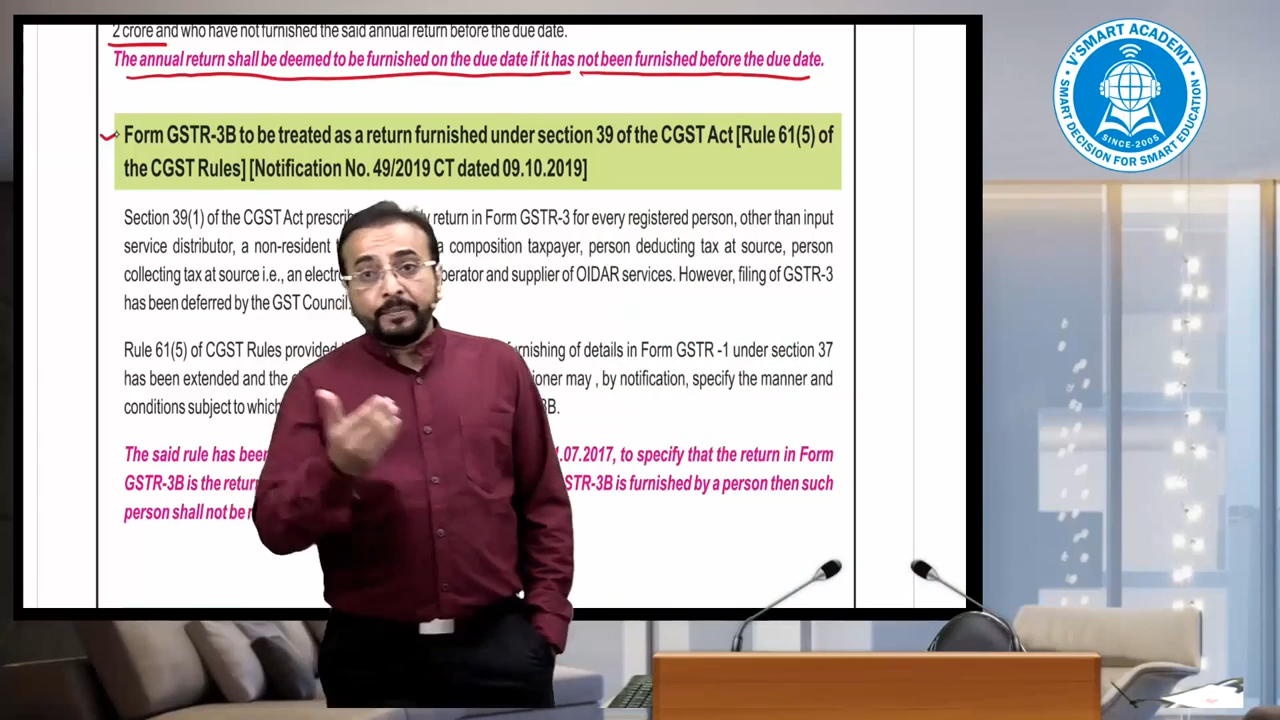 2 crore and who have not furnished the said annual return before the due date.
The annual return shall be deemed to be furnished on the due date if it has not been furnished before the due date.
Form GSTR-3B to be treated as a return furnished under section 39 of the CGST Act [Rule 61(5) of
the CGST Rules] [Notification No. 49/2019 CT dated 09.10.2019]
Section 39(1) of the CGST Act return in Form GSTR-3 for every registered person, other than input
service distributor, a non-resident a composition taxpayer, person deducting tax at source, person
collecting tax at source i.e., an and supplier of OIDAR services. However, filing of GSTR-3
has been deferred by the GST Council.
Rule 61(5) of CGST Rules provided of details in Form GSTR -1 under section 37
has been extended and the may , by notification, specify the manner and
conditions subject to which
The said rule has been .07.2017, to specify that the return in Form
GSTR-3B is the return is furnished by a person then such
person shall not be
V'SMART ACADEMY
SMART DECISION FOR SMART EDUCATION
SINCE-2005